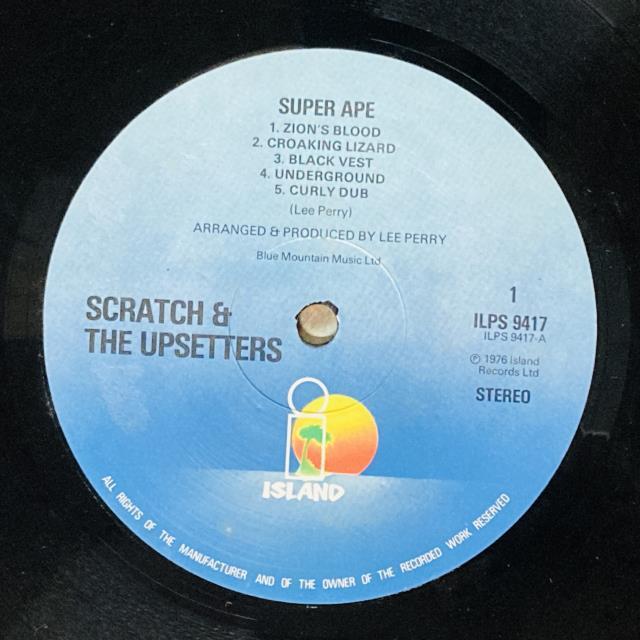 SUPER APE
1. ZION'S BLOOD
2. CROAKING LIZARD
3. BLACK VEST
4. UNDERGROUND
5. CURLY DUB
(Lee Perry)
ARRANGED & PRODUCED BY LEE PERRY
Blue Mountain Music Ltd
SCRATCH &
THE UPSETTERS
1
ILPS 9417
ILPS 9417-A
℗ 1976 Island
Records Ltd
STEREO
ISLAND
ALL RIGHTS OF THE MANUFACTURER AND OF THE OWNER OF THE RECORDED WORK RESERVED